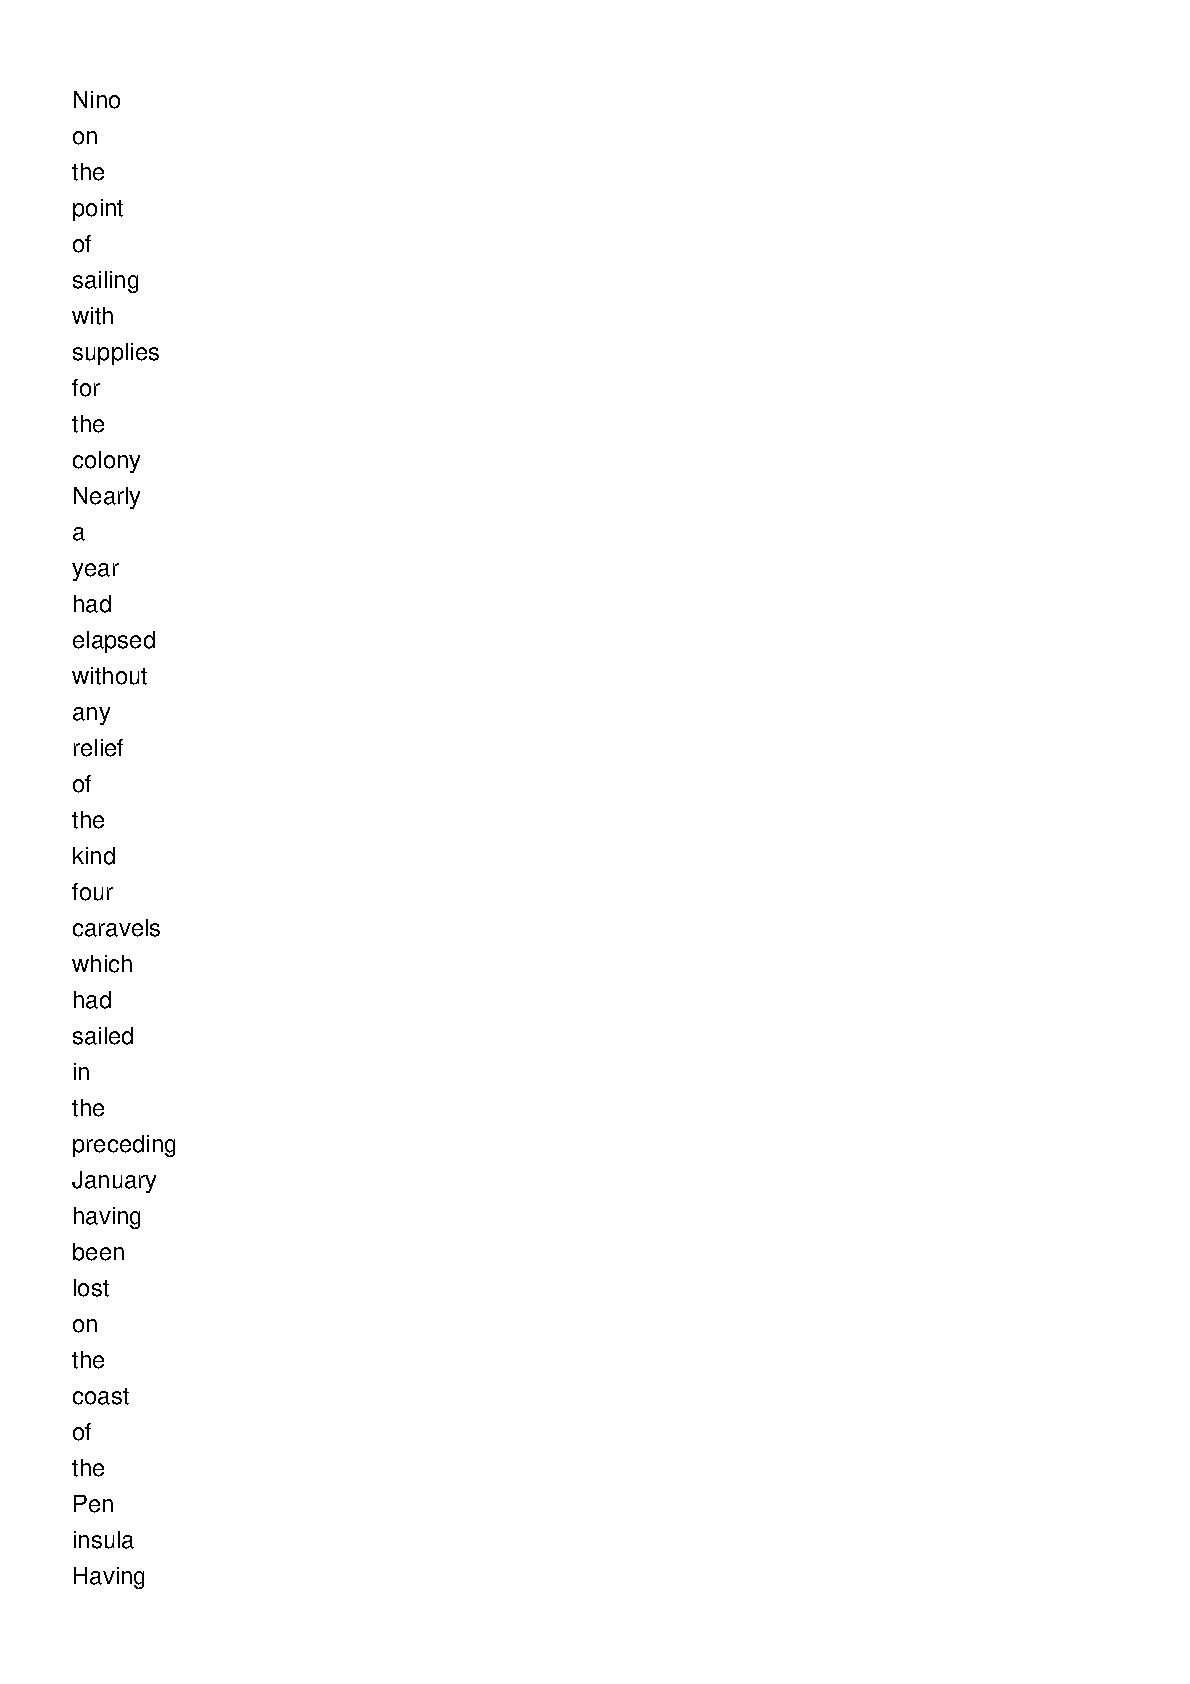 Nino
on
the
point
of
sailing
with
supplies
for
the
colony
Nearly
a
year
had
elapsed
without
any
relief
of
the
kind
four
caravels
which
had
sailed
in
the
preceding
January
having
been
lost
on
the
coast
of
the
Pen
insula
Having